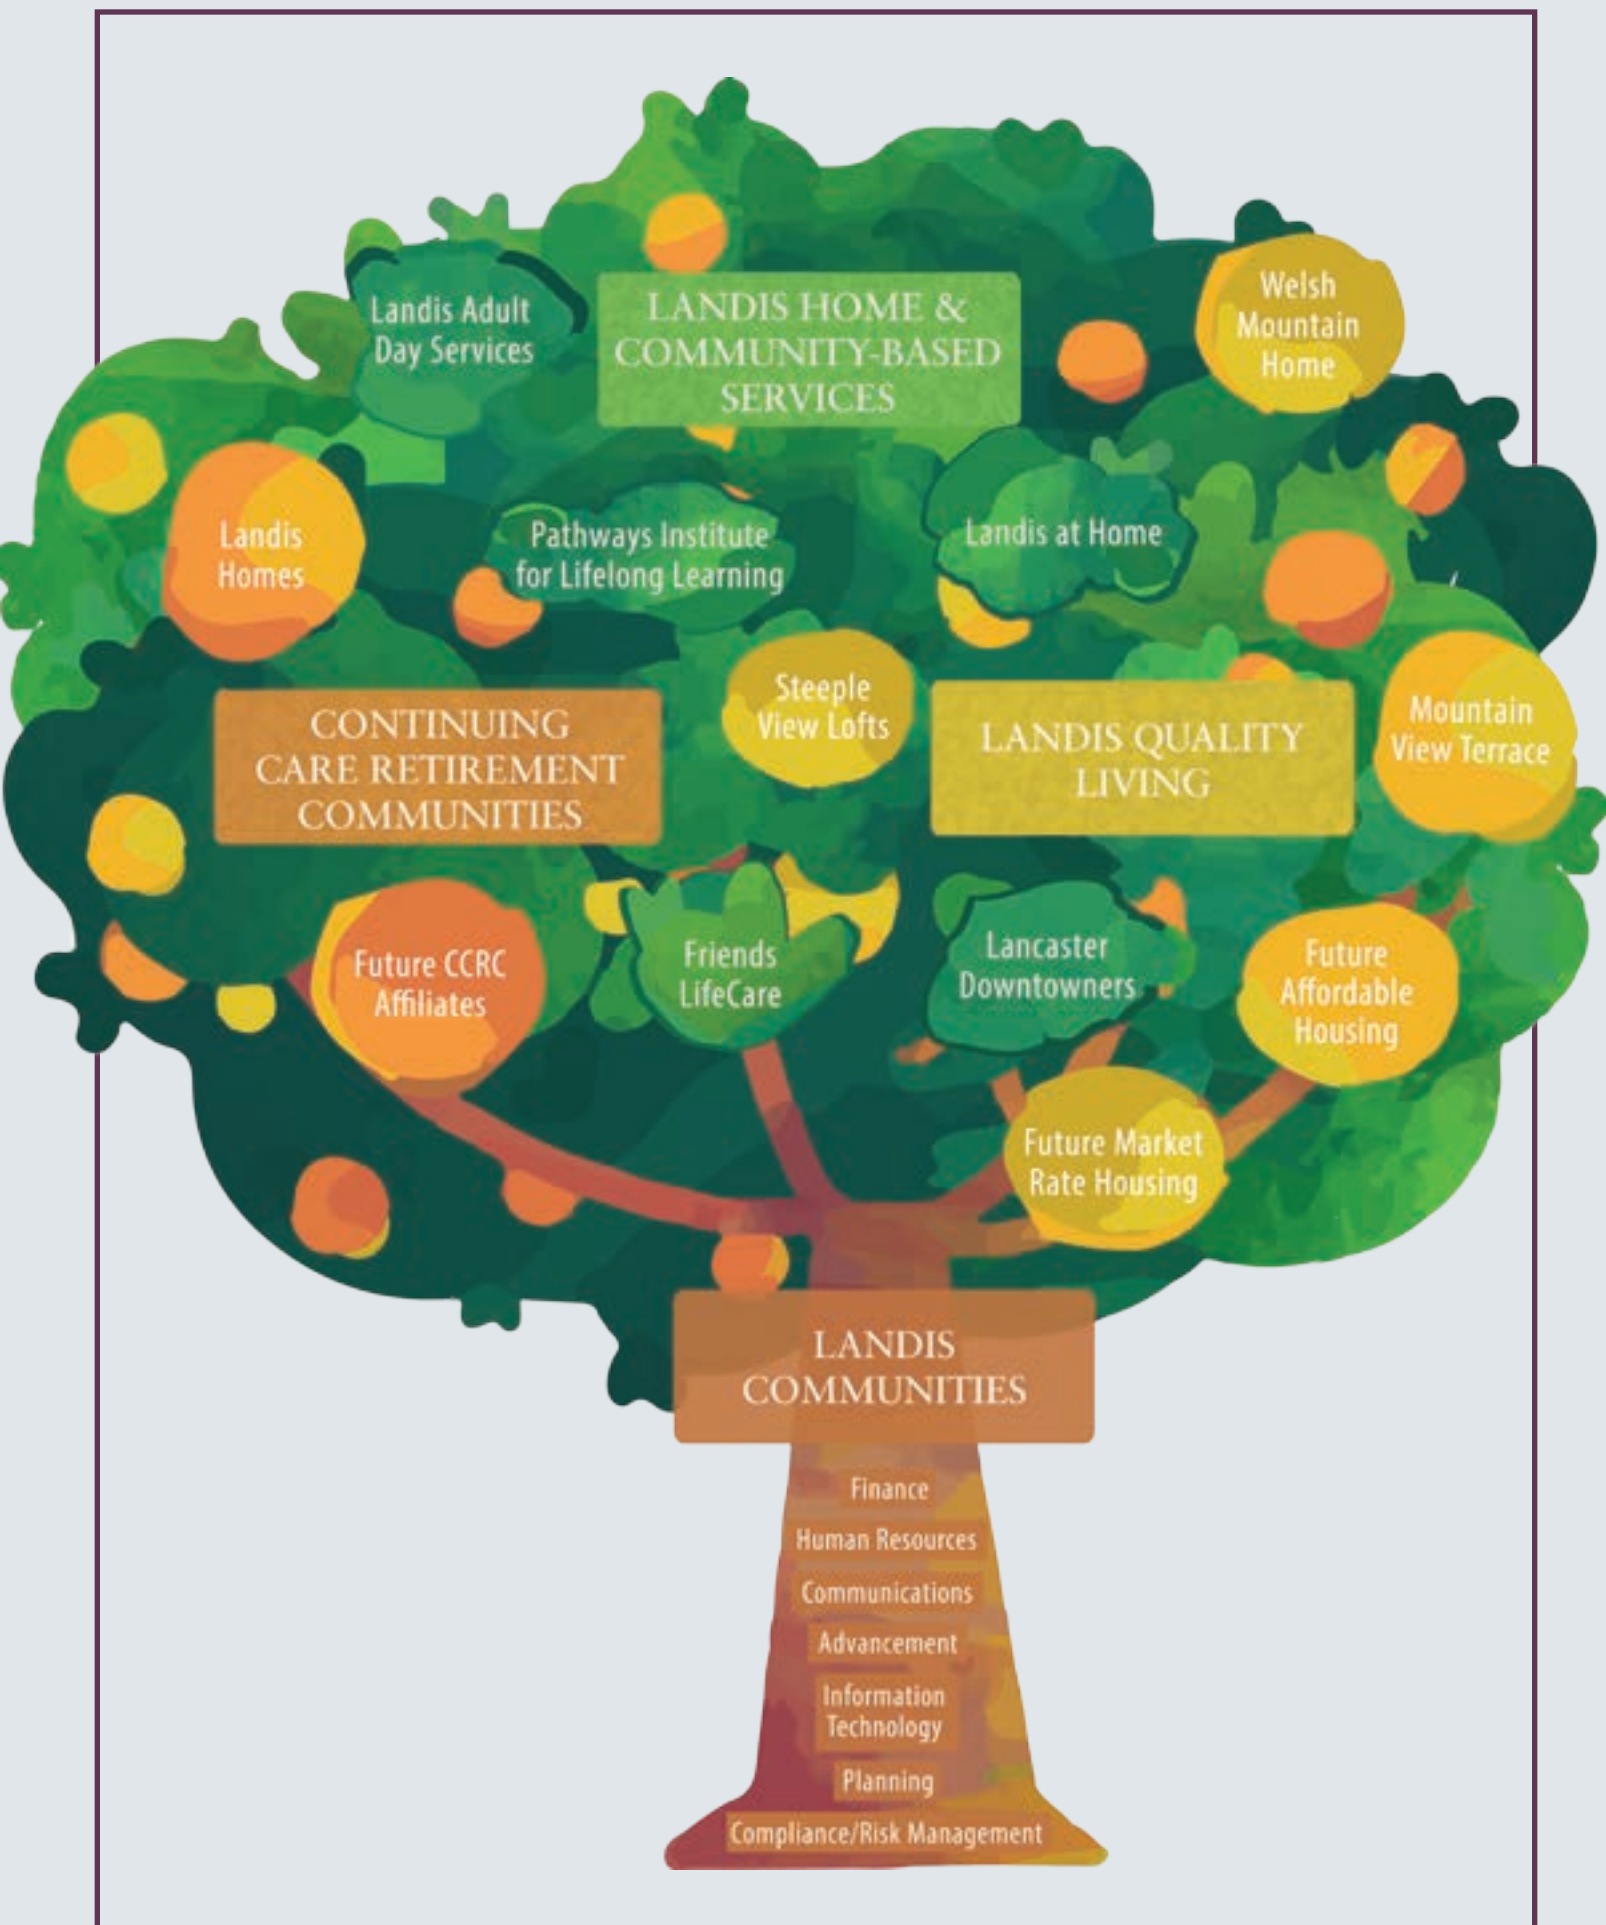 Landis Adult
Day Services
LANDIS HOME &
COMMUNITY-BASED
SERVICES
Welsh
Mountain
Home
Landis
Homes
Pathways Institute
for Lifelong Learning
Landis at Home
CONTINUING
CARE RETIREMENT
COMMUNITIES
Steeple
View Lofts
LANDIS QUALITY
LIVING
Mountain
View Terrace
Future CCRC
Affiliates
Friends
LifeCare
Lancaster
Downtowners
Future
Affordable
Housing
Future Market
Rate Housing
LANDIS
COMMUNITIES
Finance
Human Resources
Communications
Advancement
Information
Technology
Planning
Compliance/Risk Management